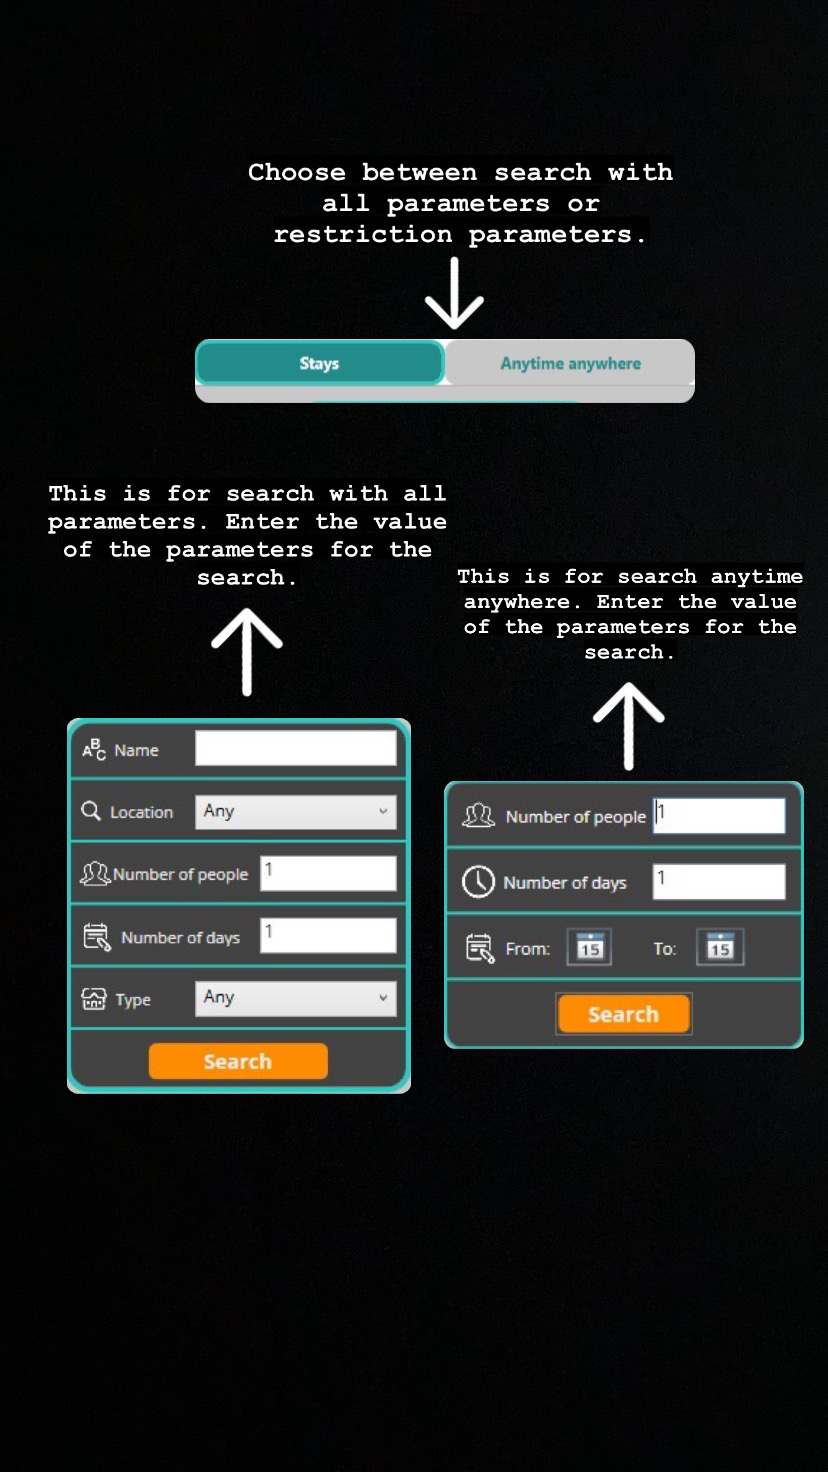 Choose between search with
all parameters or
restriction parameters.
Stays
Anytime anywhere
This is for search with all
parameters. Enter the value
of the parameters for the
search.
This is for search anytime
anywhere. Enter the value
of the parameters for the
search.
ABC Name
Location Any
Number of people 1
Number of days 1
Type Any
Search
Number of people 1
Number of days 1
From: 15 To: 15
Search